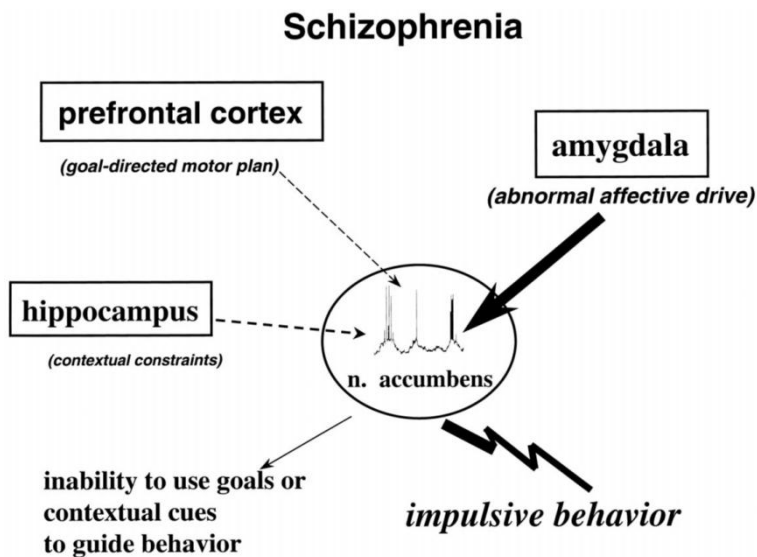 Schizophrenia
prefrontal cortex
(goal-directed motor plan)
amygdala
(abnormal affective drive)
hippocampus
(contextual constraints)
n. accumbens
inability to use goals or
contextual cues
to guide behavior
impulsive behavior